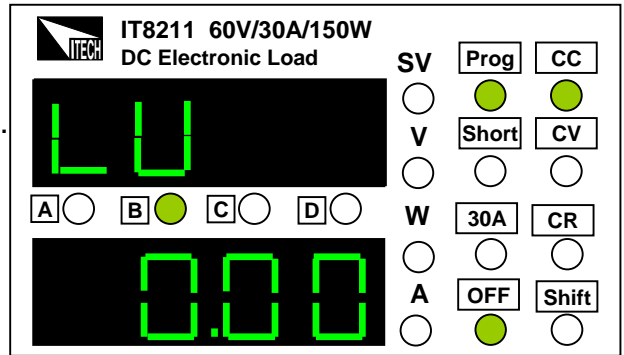 ITECH
IT8211 60V/30A/150W
DC Electronic Load
SV Prog CC
LU
V Short CV
A B C D
W 30A CR
0.00
A OFF Shift